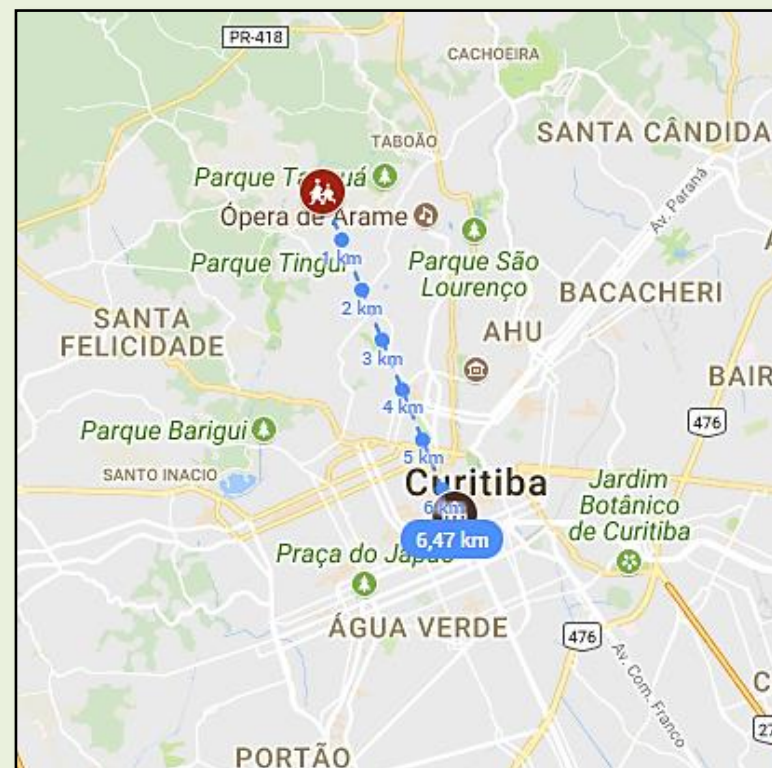 PR-418
CACHOEIRA
SANTA CÂNDIDA
TABOÃO
Av. Paraná
Parque
Ópera de Arame
1 km
Parque Tingui
Parque São
Lourenço
BACACHERI
2 km
SANTA
FELICIDADE
AHU
3 km
BAIR
4 km
476
Parque Barigui
5 km
SANTO INACIO
Curitiba
Jardim
Botânico
de Curitiba
6 km
6,47 km
Praça do
ÁGUA VERDE
476
Av. Com. Franco
C
PORTÃO